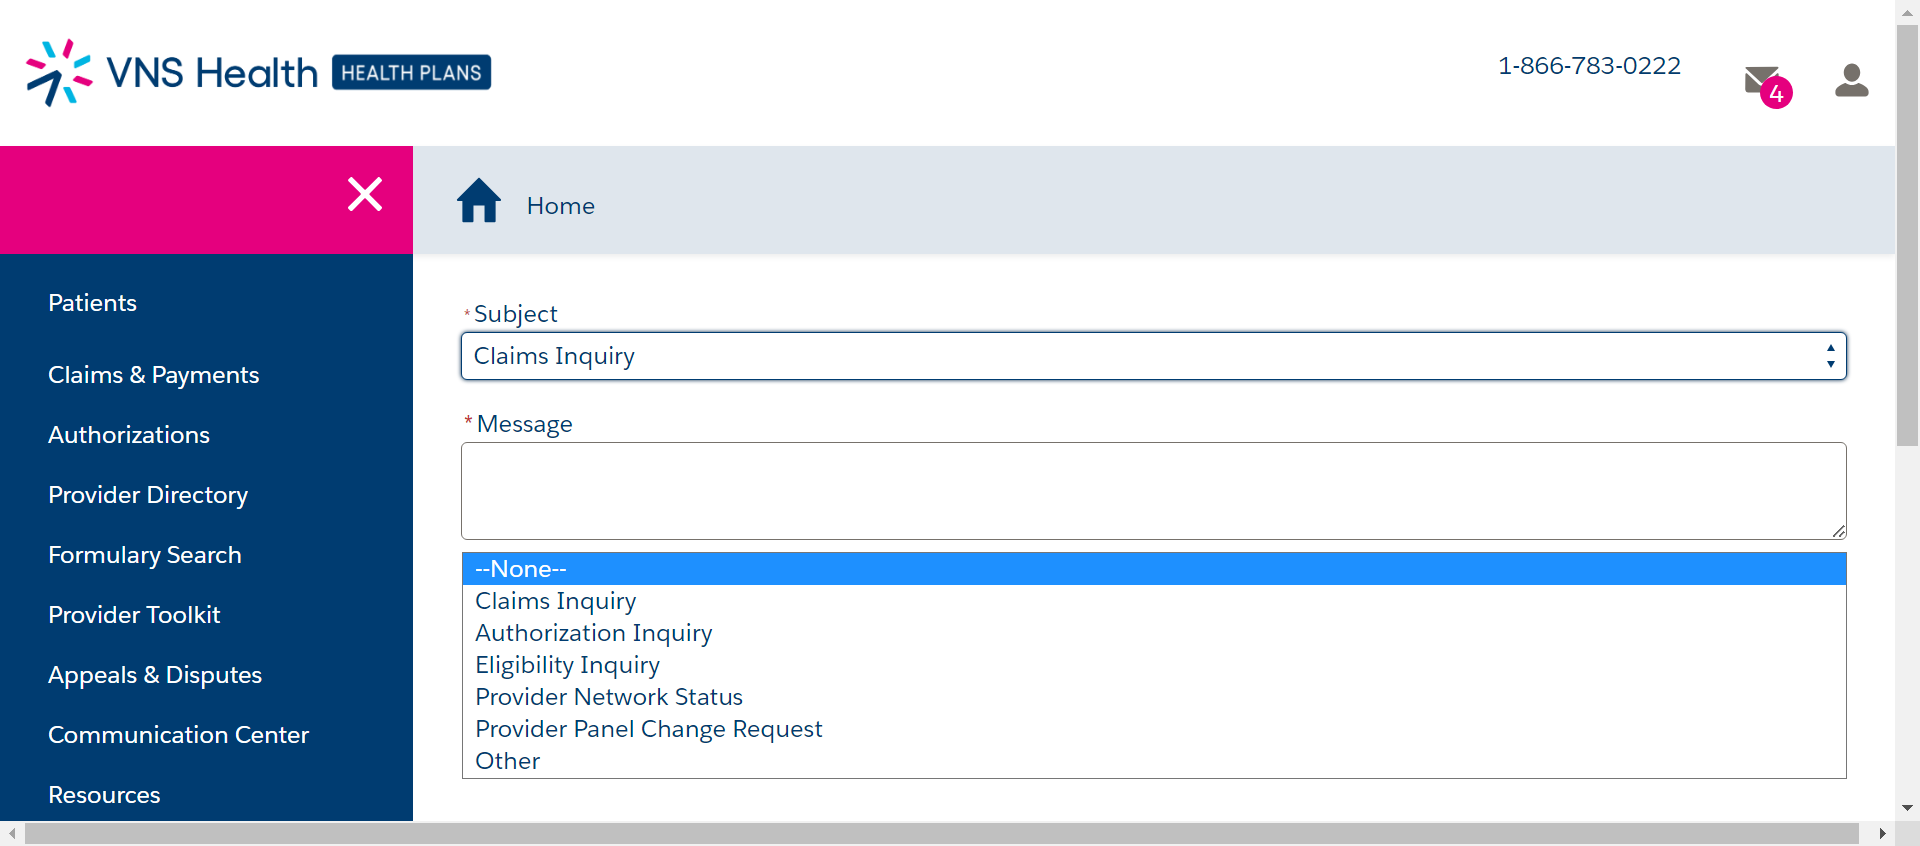 VNS Health HEALTH PLANS
1-866-783-0222
4
Home
Patients
Claims & Payments
Authorizations
Provider Directory
Formulary Search
Provider Toolkit
Appeals & Disputes
Communication Center
Resources
*Subject
Claims Inquiry
*Message
--None--
Claims Inquiry
Authorization Inquiry
Eligibility Inquiry
Provider Network Status
Provider Panel Change Request
Other